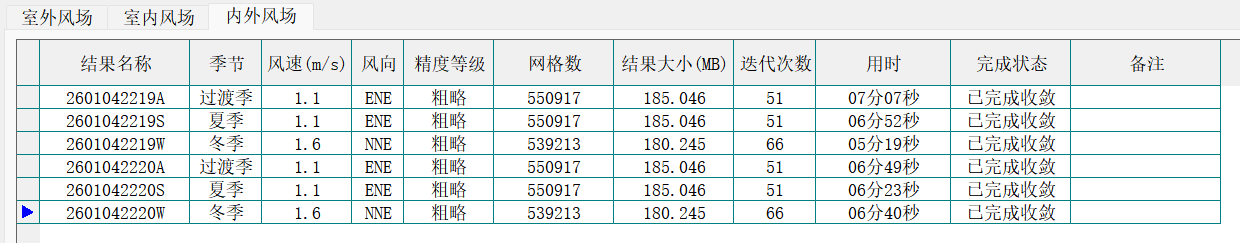 室外风场 室内风场 内外风场
结果名称 季节 风速(m/s) 风向 精度等级 网格数 结果大小(MB) 迭代次数 用时 完成状态 备注
2601042219A 过渡季 1.1 ENE 粗略 550917 185.046 51 07分07秒 已完成收敛
2601042219S 夏季 1.1 ENE 粗略 550917 185.046 51 06分52秒 已完成收敛
2601042219W 冬季 1.6 NNE 粗略 539213 180.245 66 05分19秒 已完成收敛
2601042220A 过渡季 1.1 ENE 粗略 550917 185.046 51 06分49秒 已完成收敛
2601042220S 夏季 1.1 ENE 粗略 550917 185.046 51 06分23秒 已完成收敛
2601042220W 冬季 1.6 NNE 粗略 539213 180.245 66 06分40秒 已完成收敛